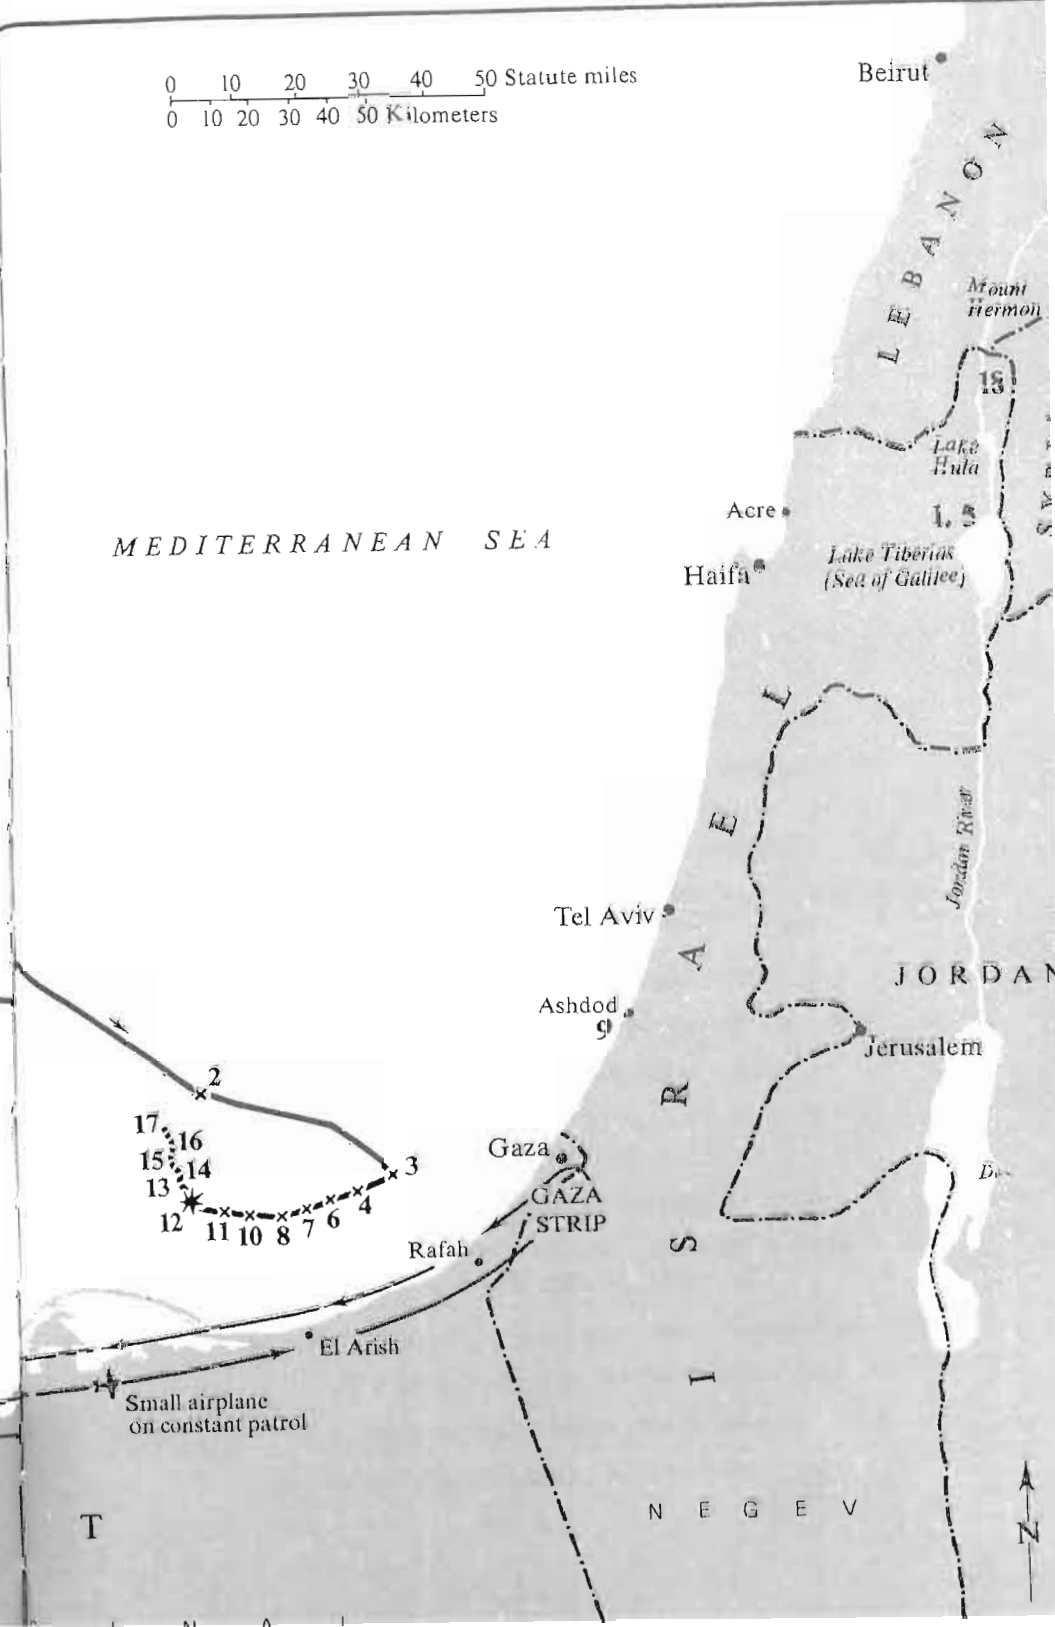 0 10 20 30 40 50 Statute miles
0 10 20 30 40 50 Kilometers
Beirut
LEBANON
Mount
Hermon
18
Lake
Hula
Acre
1. 5
MEDITERRANEAN SEA
Lake Tiberias
(Sea of Galilee)
Haifa
ISRAEL
Jordan River
Tel Aviv
JORDAN
Ashdod
9
Jerusalem
2
17
16
15
14
13
12
11
10
8
7
6
4
3
Gaza
GAZA
STRIP
Rafah
El Arish
Small airplane
on constant patrol
NEGEV
N
T